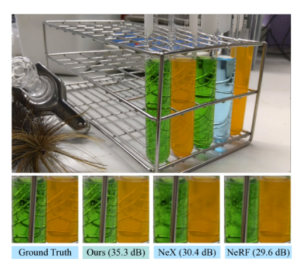 Ground Truth
Ours (35.3 dB)
NeX (30.4 dB)
NeRF (29.6 dB)